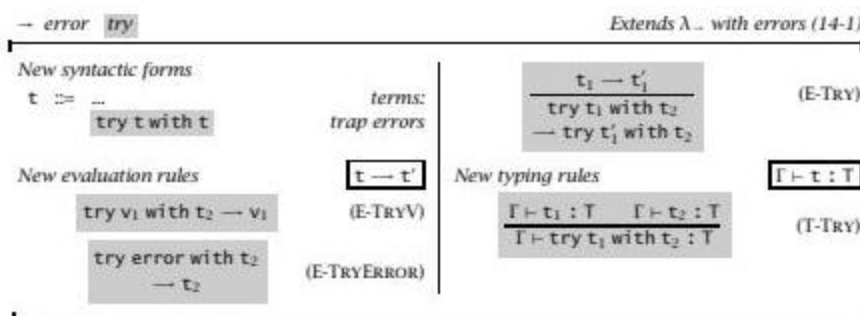 → error try Extends λ→ with errors (14-1)
New syntactic forms
t ::= ... terms:
try t with t trap errors
New evaluation rules t → t′
try v₁ with t₂ → v₁ (E-TRYV)
try error with t₂
→ t₂ (E-TRYERROR)
t₁ → t′₁
try t₁ with t₂ (E-TRY)
→ try t′₁ with t₂
New typing rules Γ ⊢ t : T
Γ ⊢ t₁ : T Γ ⊢ t₂ : T
Γ ⊢ try t₁ with t₂ : T (T-TRY)